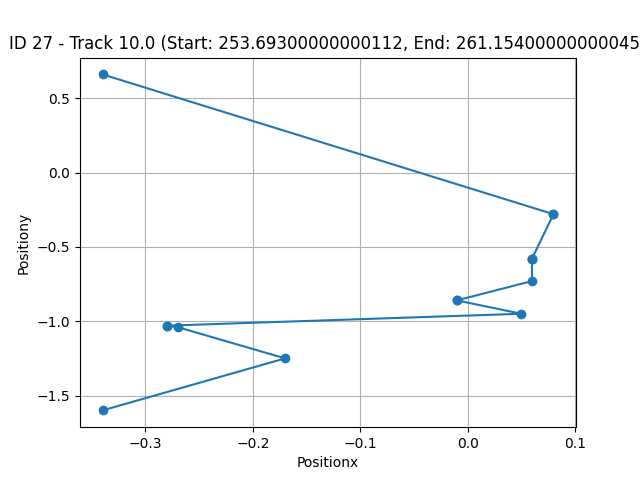 ID 27 - Track 10.0 (Start: 253.69300000000112, End: 261.15400000000045
0.5
0.0
−0.5
−1.0
−1.5
Positiony
−0.3 −0.2 −0.1 0.0 0.1
Positionx